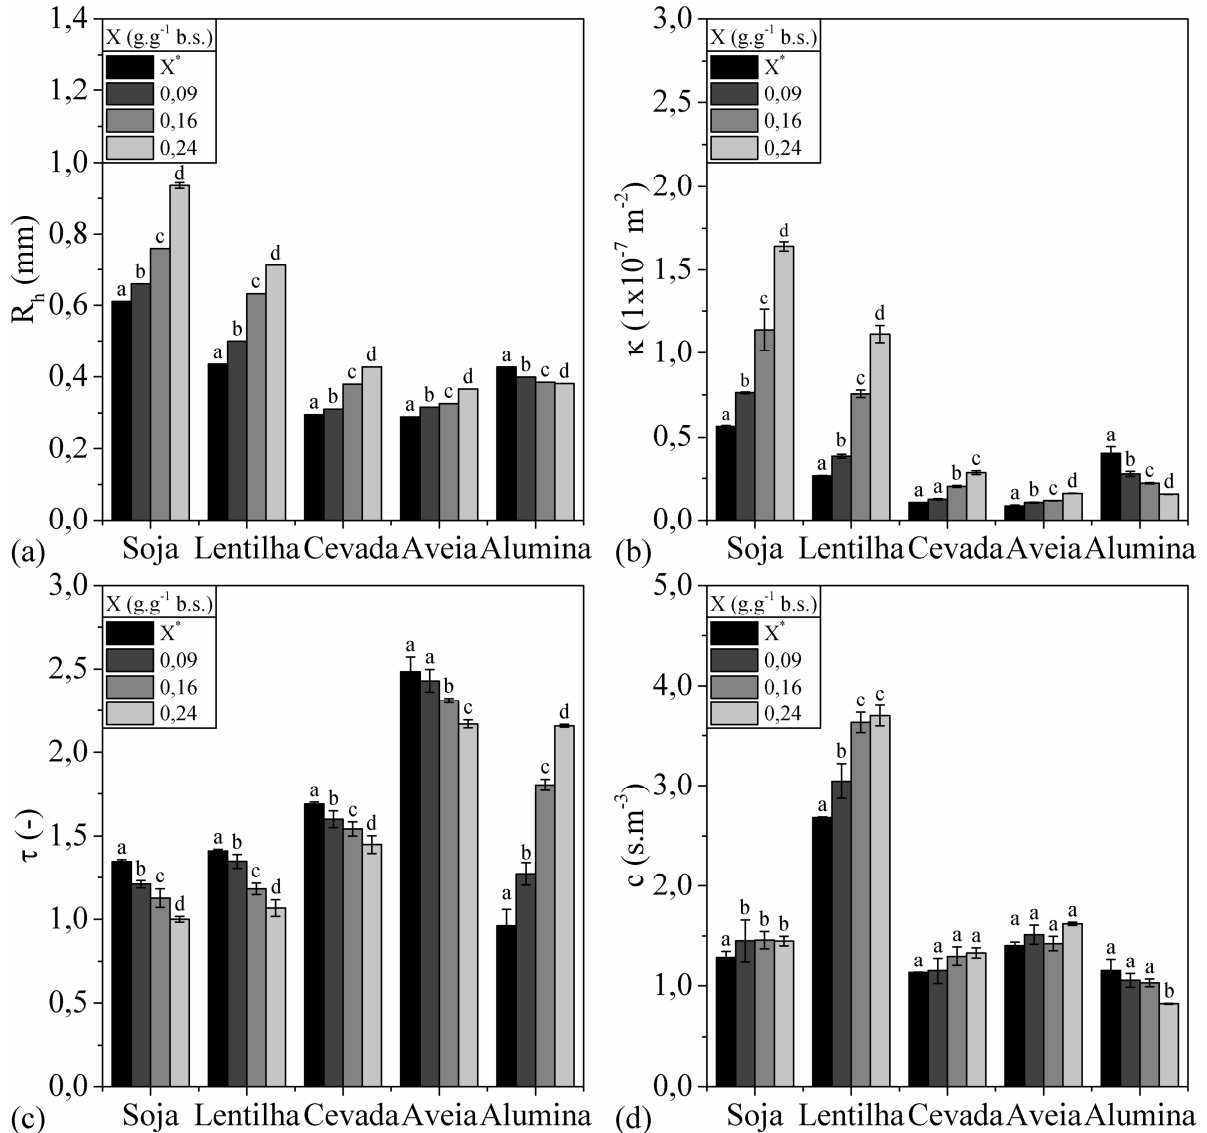 1,4
1,2
1,0
0,8
0,6
0,4
0,2
0,0
R_h (mm)
X (g.g⁻¹ b.s.)
X*
0,09
0,16
0,24
a b c d
a b c d
a b c d
a b c d
a b c d
(a) Soja Lentilha Cevada Aveia Alumina
3,0
2,5
2,0
1,5
1,0
0,5
0,0
κ (1x10⁻⁷ m⁻²)
X (g.g⁻¹ b.s.)
X*
0,09
0,16
0,24
a b c d
a b c d
a a b c
a b c d
a b c d
(b) Soja Lentilha Cevada Aveia Alumina
3,0
2,5
2,0
1,5
1,0
0,5
0,0
τ (-)
X (g.g⁻¹ b.s.)
X*
0,09
0,16
0,24
a b c d
a b c d
a b c d
a a b c
a b c d
(c) Soja Lentilha Cevada Aveia Alumina
5,0
4,0
3,0
2,0
1,0
0,0
c (s.m⁻³)
X (g.g⁻¹ b.s.)
X*
0,09
0,16
0,24
a b b b
a b c c
a a a a
a a a a
a a a b
(d) Soja Lentilha Cevada Aveia Alumina